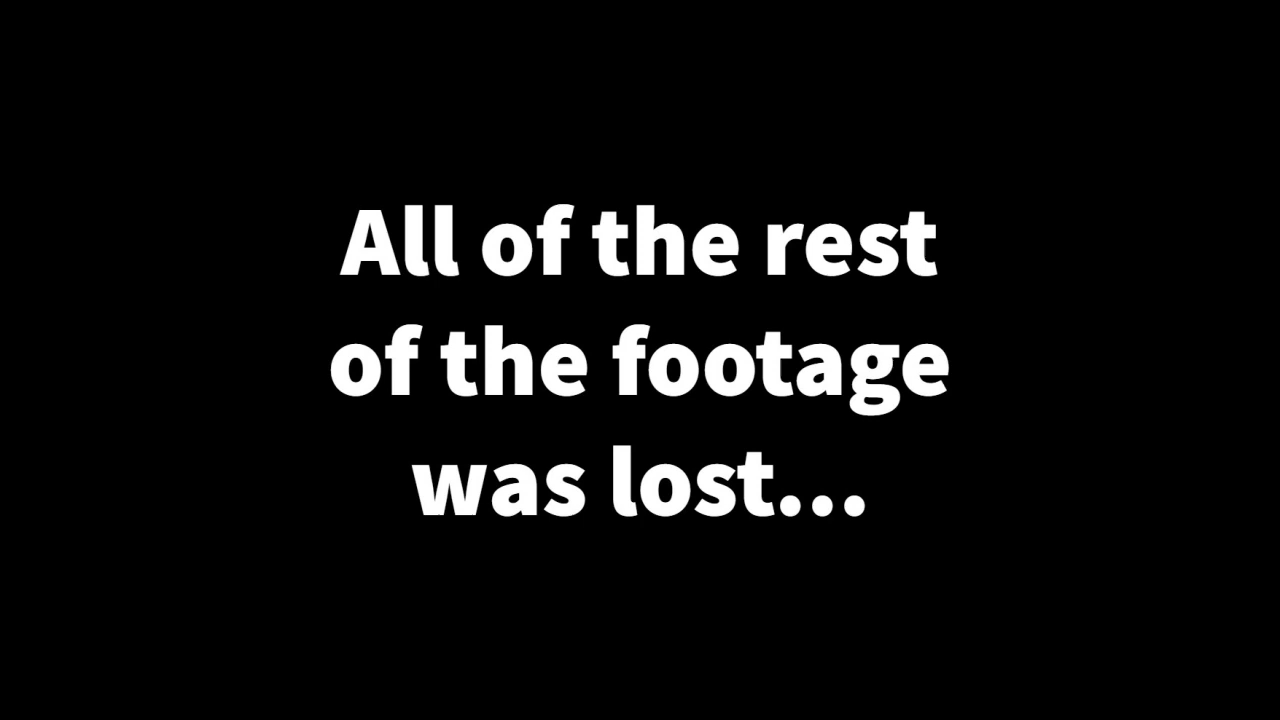 All of the rest
of the footage
was lost...